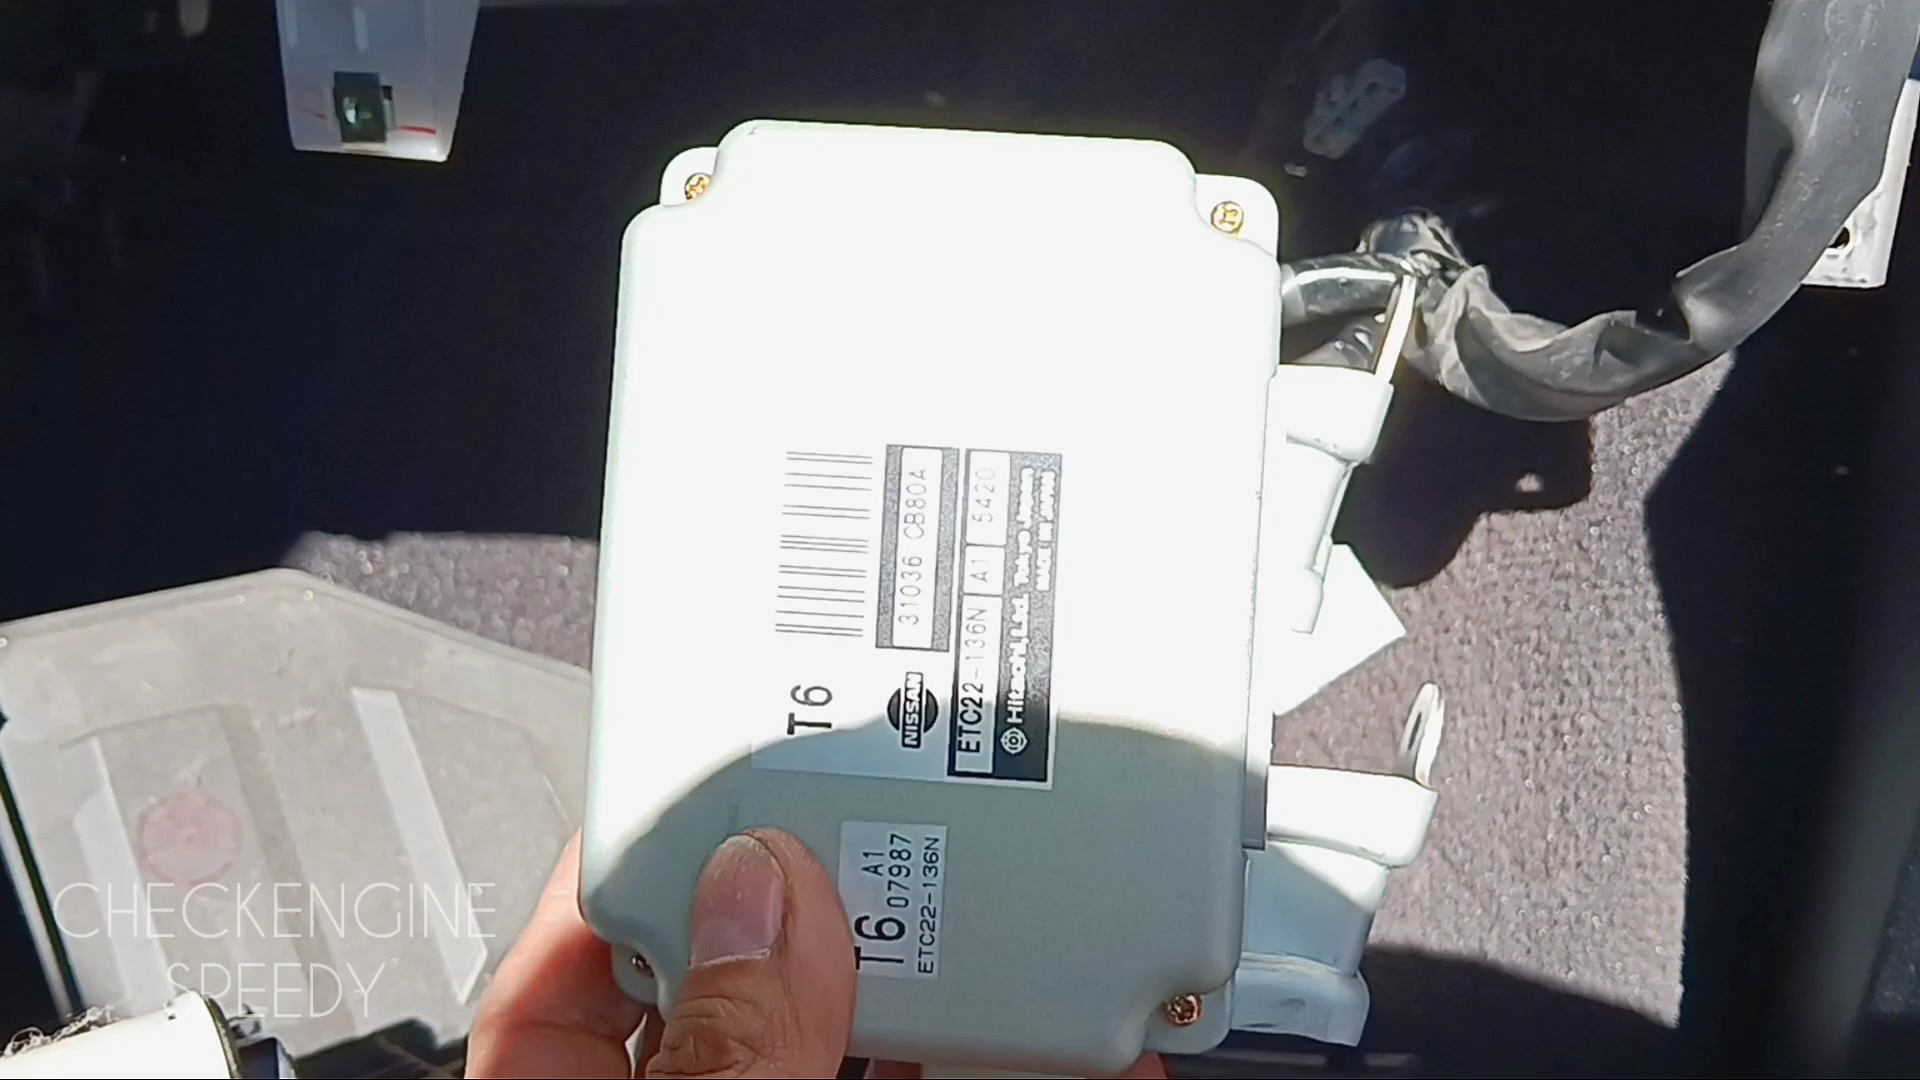 T6
31036 CB80A
NISSAN
ETC22-136N A1 5420
Hitachi, Ltd. Tokyo Japan
MADE IN JAPAN
T6 A1
07987
ETC22-136N
CHECKENGINE
SPEEDY